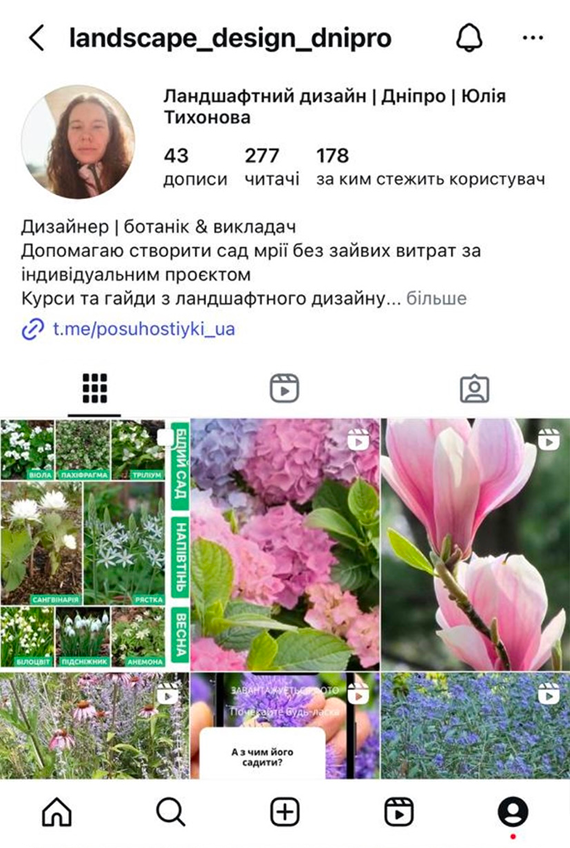 landscape_design_dnipro
Ландшафтний дизайн | Дніпро | Юлія
Тихонова
43 277 178
дописи читачі за ким стежить користувач
Дизайнер | ботанік & викладач
Допомагаю створити сад мрії без зайвих витрат за
індивідуальним проєктом
Курси та гайди з ландшафтного дизайну... більше
t.me/posuhostiyki_ua
ВІОЛА ПАХІФРАГМА ТРІЛІУМ
САНГВІНАРІЯ РЯСТКА
БІЛОЦВІТ ПІДСНІЖНИК АНЕМОНА
БІЛИЙ САД
НАПІВТІНЬ
ВЕСНА
ЗАВАНТАЖУЄТЬСЯ ФОТО
Почекайте будь-ласка
А з чим його
садити?